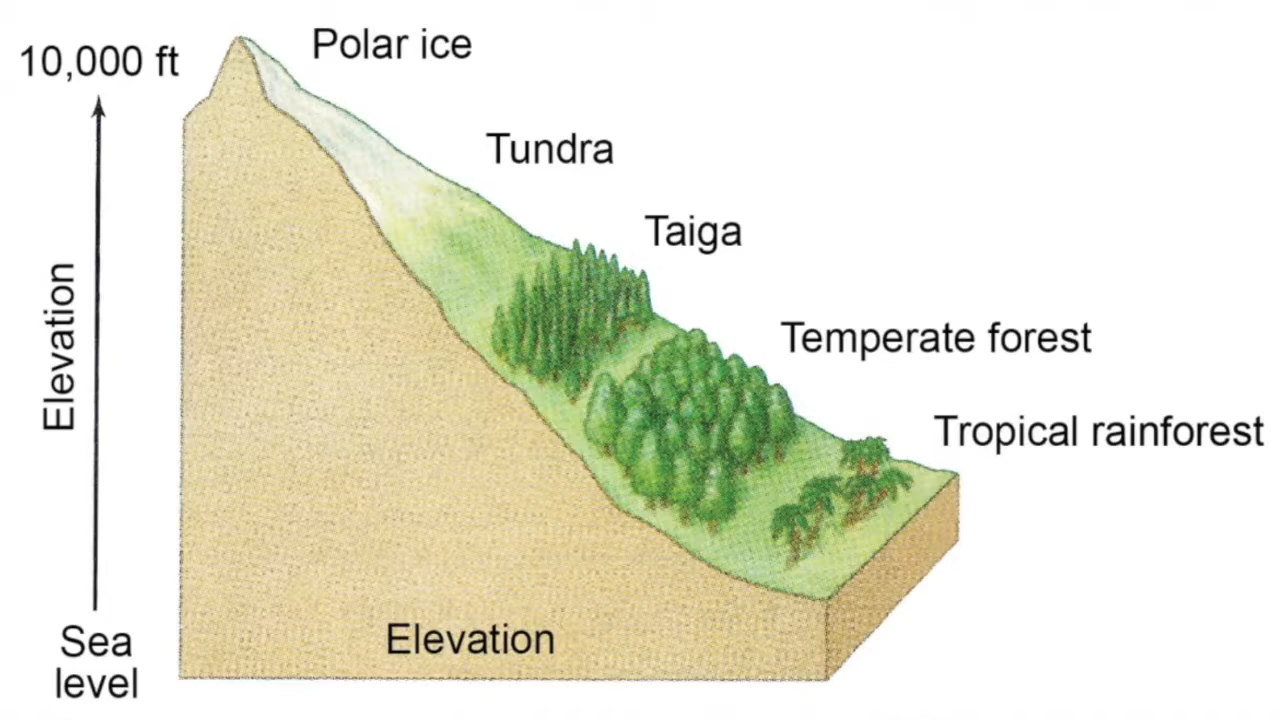 Polar ice
10,000 ft
Tundra
Taiga
Elevation
Temperate forest
Tropical rainforest
Elevation
Sea
level